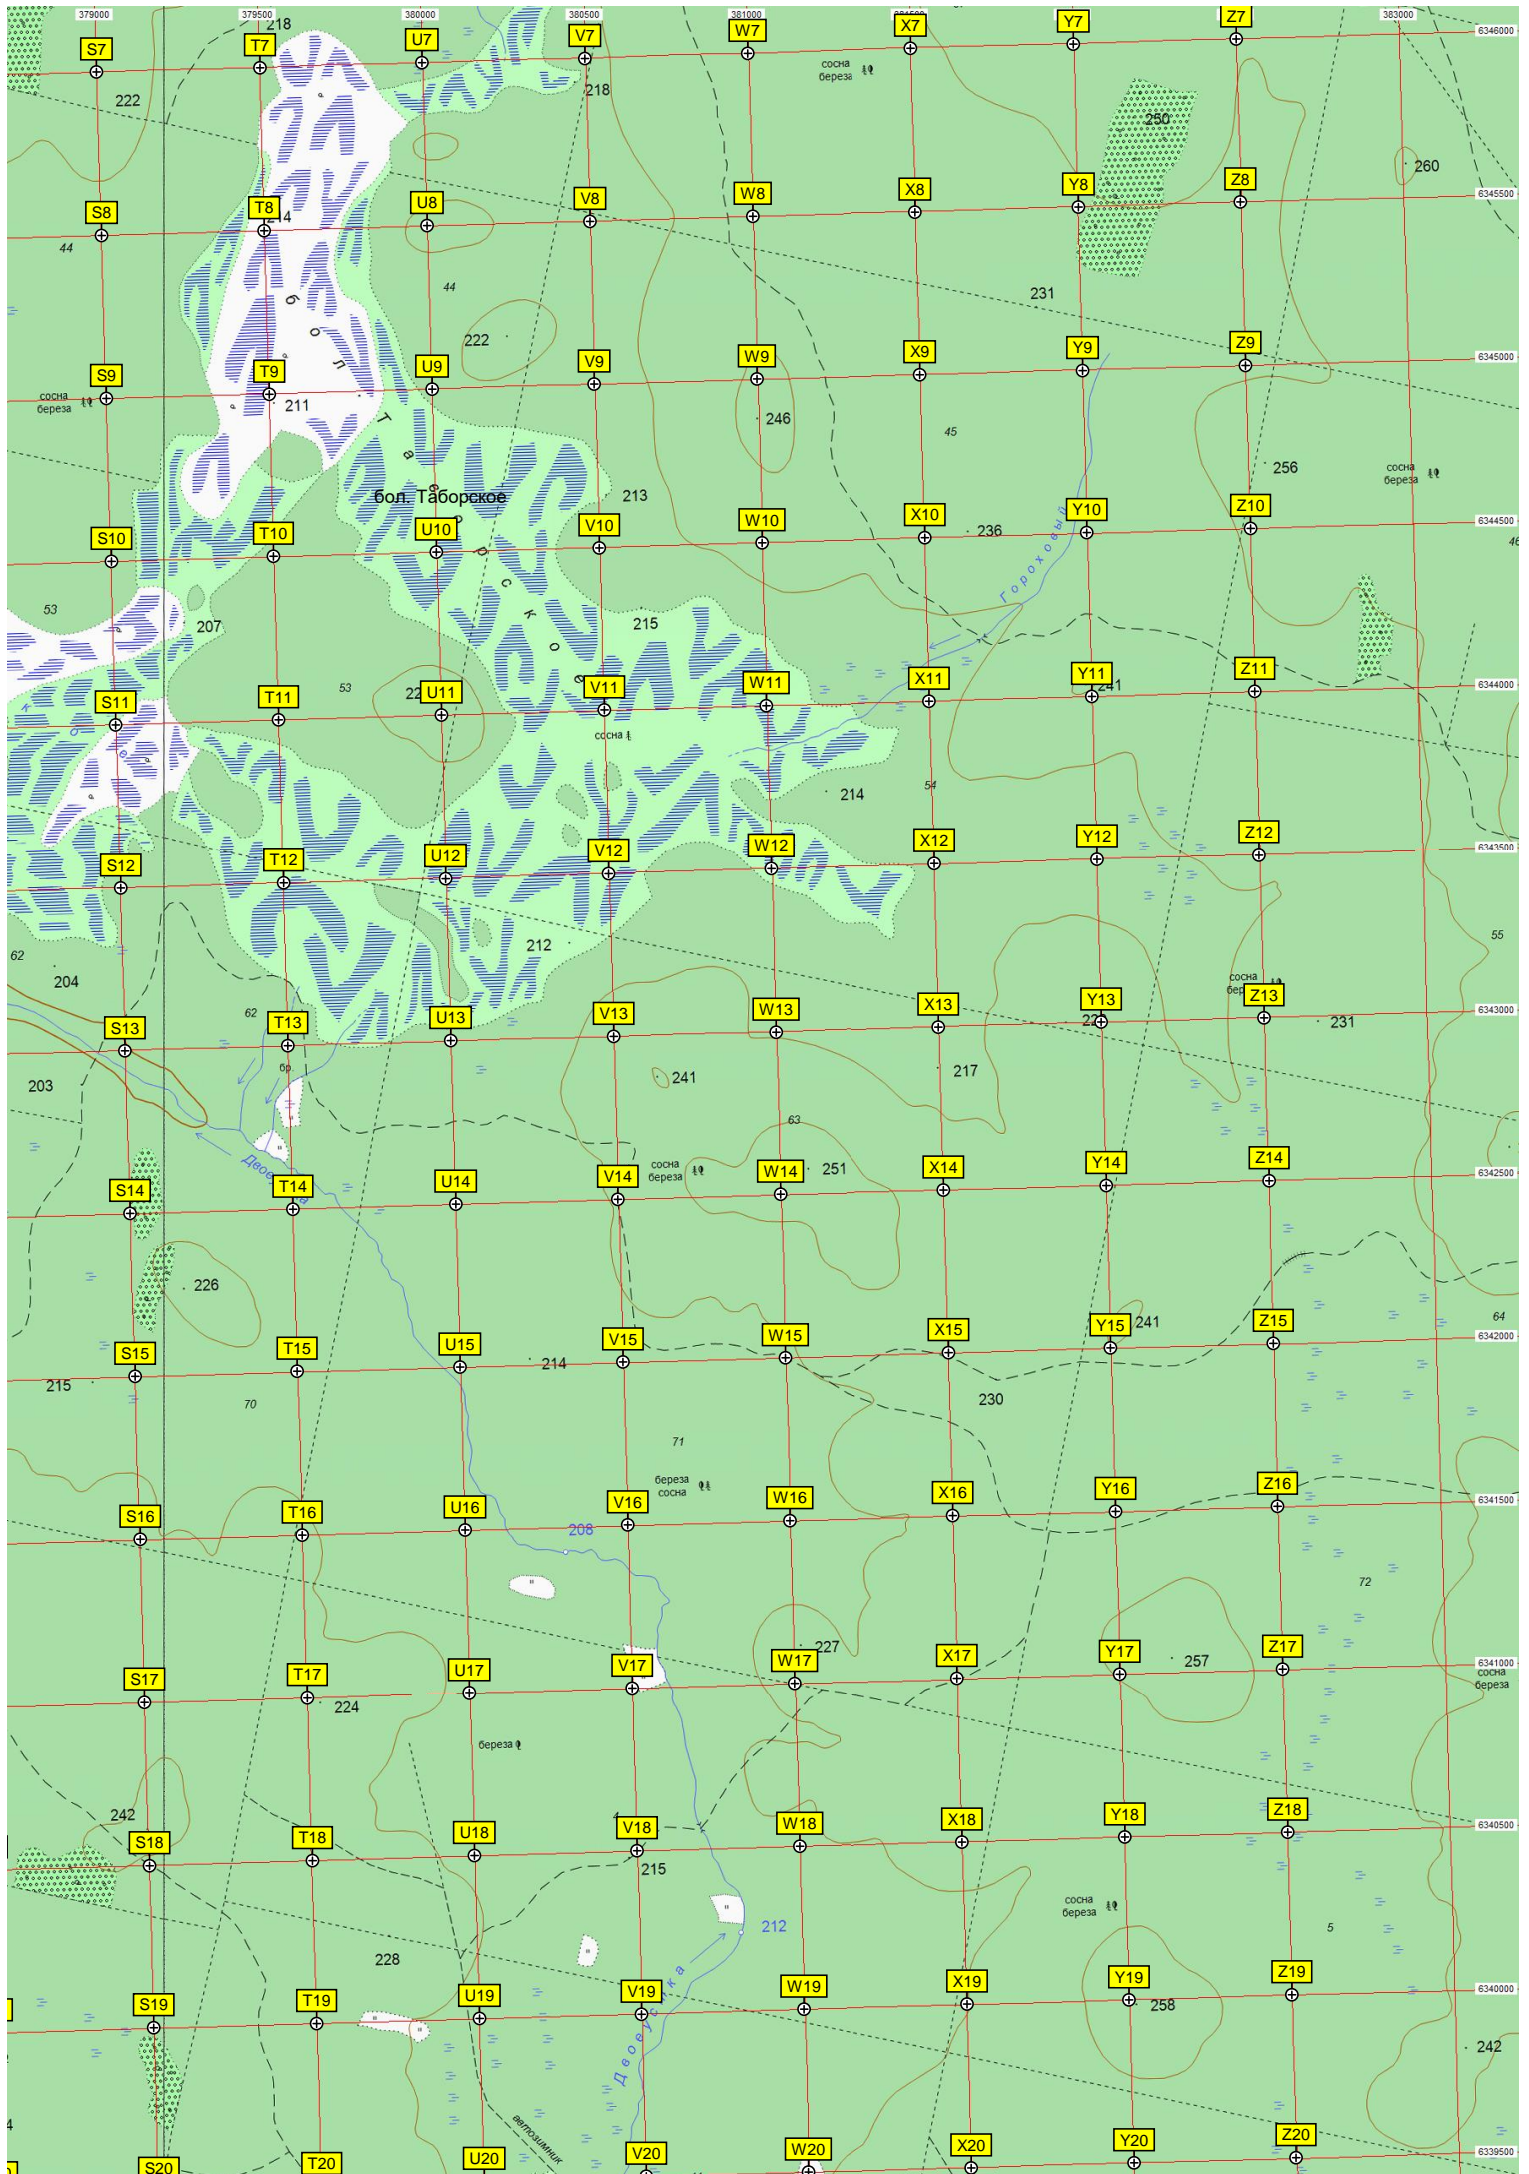 379000 379500 380000 380500 381000 383000
S7 T7 U7 V7 W7 X7 Y7 Z7 6346000
218
222
218
сосна
береза
250
260
S8 T8 U8 V8 W8 X8 Y8 Z8 6345500
214
44
44
231
бол
222
S9 T9 U9 V9 W9 X9 Y9 Z9 6345000
сосна
береза
211
246
45
256
сосна
береза
бол. Таборское
213
S10 T10 U10 V10 W10 X10 Y10 Z10 6344500
236
Гороховый
Таборское
53
207
215
S11 T11 U11 V11 W11 X11 Y11 Z11 6344000
53
241
сосна
214
54
S12 T12 U12 V12 W12 X12 Y12 Z12 6343500
62
204
212
55
62
сосна
S13 T13 U13 V13 W13 X13 Y13 Z13 6343000
231
бр.
203
241
217
63
S14 T14 U14 V14 W14 X14 Y14 Z14 6342500
сосна
береза
251
226
S15 T15 U15 V15 W15 X15 Y15 Z15 6342000
241
64
215
214
70
230
71
береза
сосна
S16 T16 U16 V16 W16 X16 Y16 Z16 6341500
208
72
S17 T17 U17 V17 W17 X17 Y17 Z17 6341000
227
257
сосна
береза
224
береза
242
S18 T18 U18 V18 W18 X18 Y18 Z18 6340500
215
сосна
береза
212
5
228
S19 T19 U19 V19 W19 X19 Y19 Z19 6340000
258
242
автозимник
S20 T20 U20 V20 W20 X20 Y20 Z20 6339500